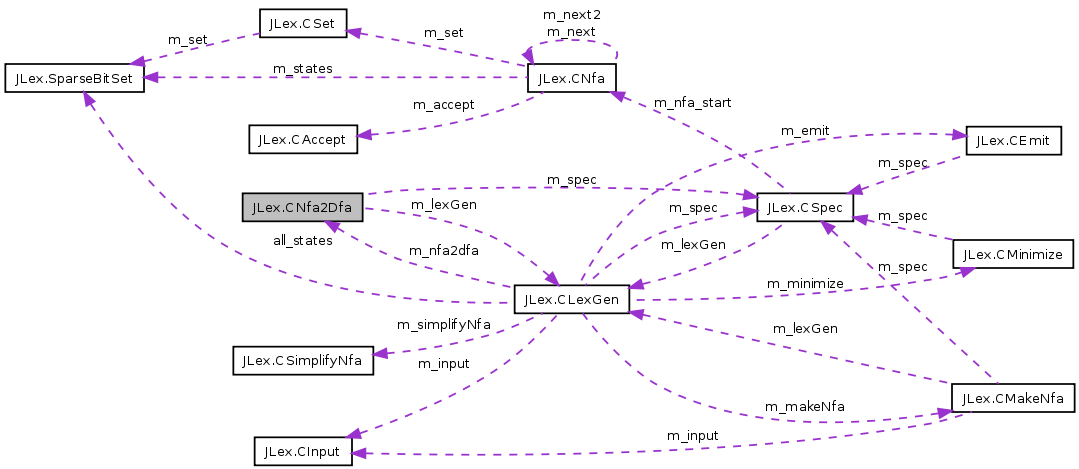 m_next2
m_next
JLex.CSet
m_set
m_set
JLex.SparseBitSet
m_states
JLex.CNfa
m_accept
m_nfa_start
m_emit
JLex.CAccept
JLex.CEmit
m_spec
m_spec
JLex.CNfa2Dfa
m_lexGen
m_spec
JLex.CSpec
m_spec
all_states
m_nfa2dfa
m_lexGen
JLex.CMinimize
m_spec
m_minimize
JLex.CLexGen
m_simplifyNfa
m_lexGen
JLex.CSimplifyNfa
m_input
JLex.CMakeNfa
m_makeNfa
m_input
JLex.CInput